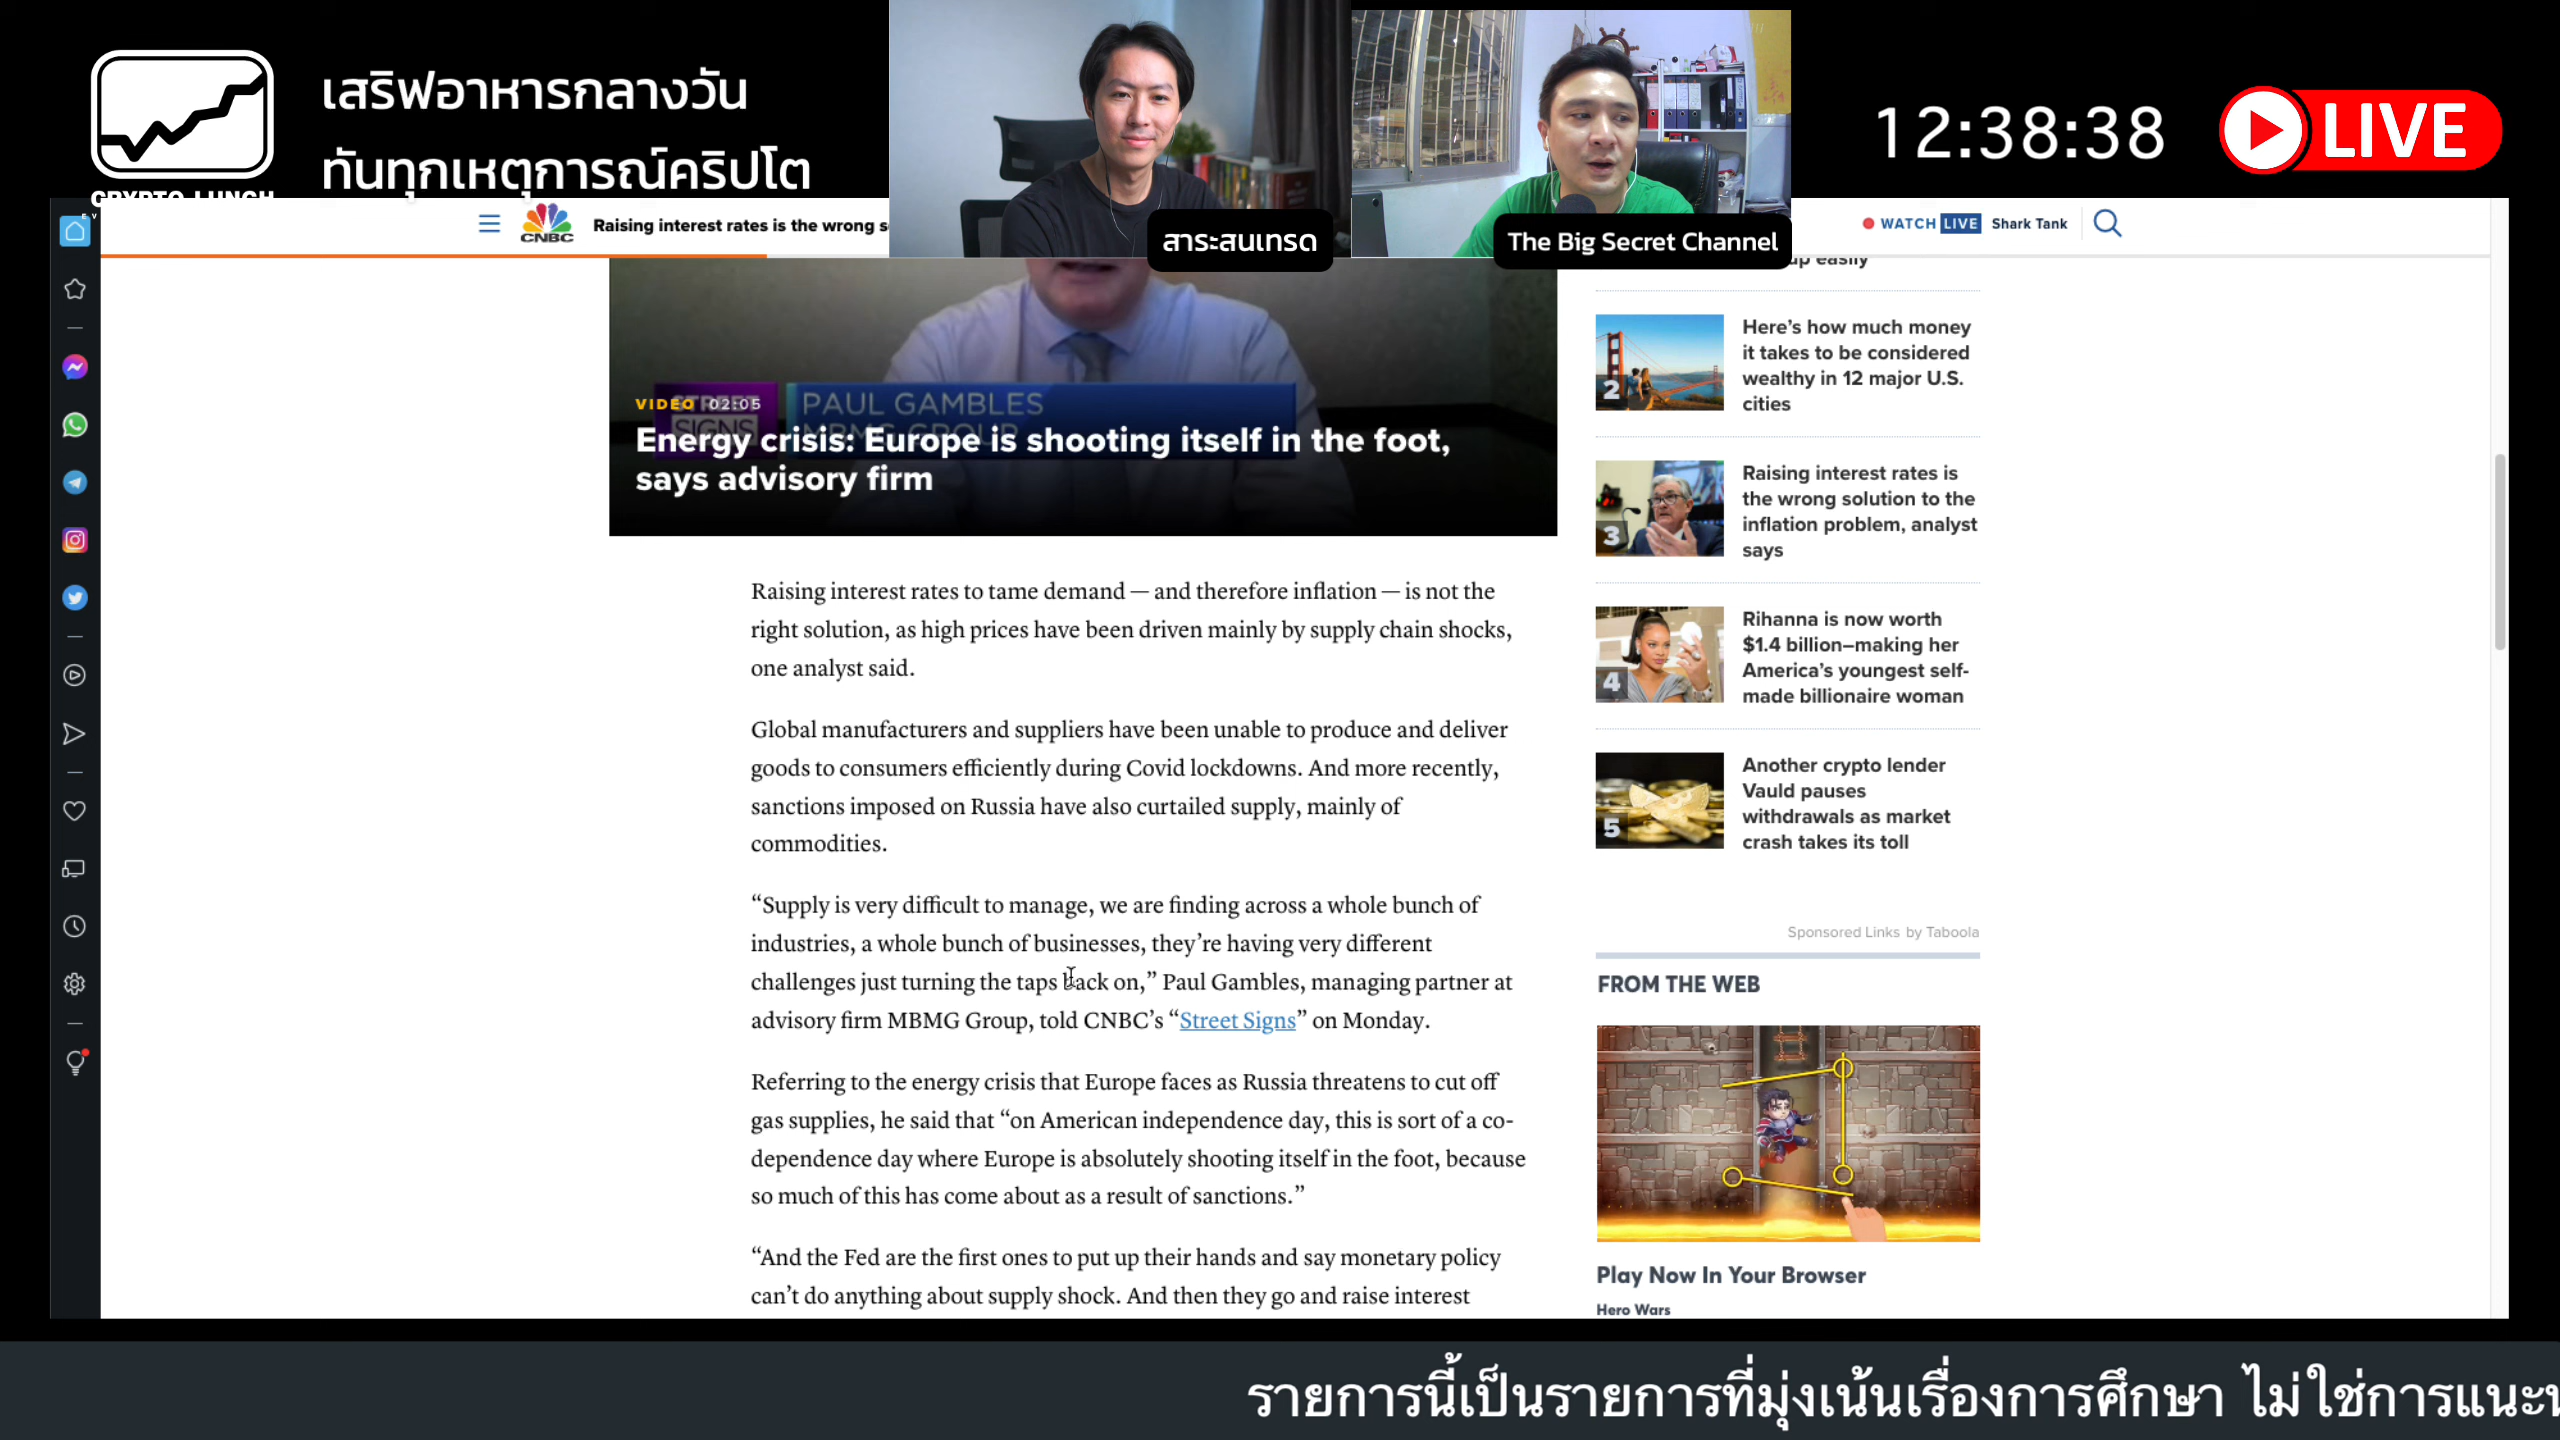 เสริฟอาหารกลางวัน
ทันทุกเหตุการณ์คริปโต
CRYPTO LUNCH
สาระสนเทรด
The Big Secret Channel
12:38:38
LIVE
CNBC
Raising interest rates is the wrong s
WATCH LIVE Shark Tank
up easily
VIDEO 02:05
STREET SIGNS
PAUL GAMBLES
MBMG GROUP
Energy crisis: Europe is shooting itself in the foot,
says advisory firm
Raising interest rates to tame demand — and therefore inflation — is not the
right solution, as high prices have been driven mainly by supply chain shocks,
one analyst said.
Global manufacturers and suppliers have been unable to produce and deliver
goods to consumers efficiently during Covid lockdowns. And more recently,
sanctions imposed on Russia have also curtailed supply, mainly of
commodities.
“Supply is very difficult to manage, we are finding across a whole bunch of
industries, a whole bunch of businesses, they’re having very different
challenges just turning the taps back on,” Paul Gambles, managing partner at
advisory firm MBMG Group, told CNBC’s “Street Signs” on Monday.
Referring to the energy crisis that Europe faces as Russia threatens to cut off
gas supplies, he said that “on American independence day, this is sort of a co-
dependence day where Europe is absolutely shooting itself in the foot, because
so much of this has come about as a result of sanctions.”
“And the Fed are the first ones to put up their hands and say monetary policy
can’t do anything about supply shock. And then they go and raise interest
2
Here’s how much money
it takes to be considered
wealthy in 12 major U.S.
cities
3
Raising interest rates is
the wrong solution to the
inflation problem, analyst
says
4
Rihanna is now worth
$1.4 billion–making her
America’s youngest self-
made billionaire woman
5
Another crypto lender
Vauld pauses
withdrawals as market
crash takes its toll
Sponsored Links by Taboola
FROM THE WEB
Play Now In Your Browser
Hero Wars
รายการนี้เป็นรายการที่มุ่งเน้นเรื่องการศึกษา ไม่ใช่การแนะน